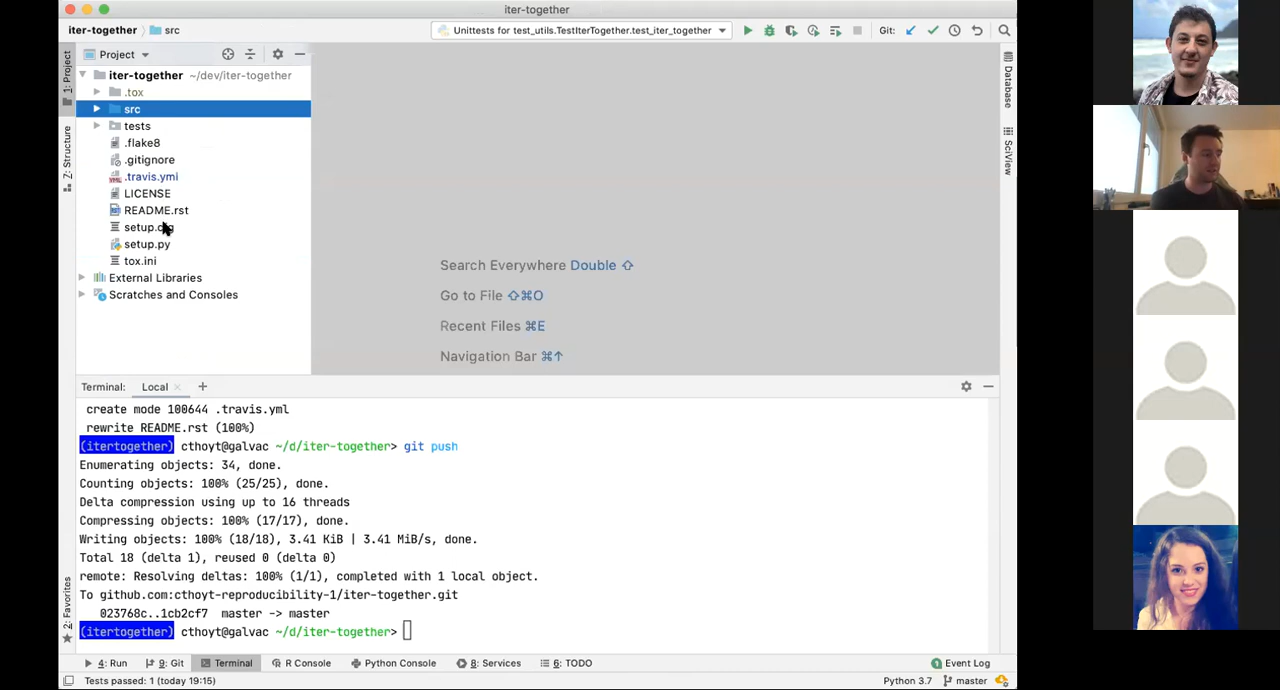 iter-together
iter-together
src
Unittests for test_utils.TestIterTogether.test_iter_together
Git:
1: Project
Z: Structure
2: Favorites
Project
iter-together ~/dev/iter-together
.tox
src
tests
.flake8
.gitignore
.travis.yml
LICENSE
README.rst
setup.cfg
setup.py
tox.ini
External Libraries
Scratches and Consoles
Search Everywhere Double ⇧
Go to File ⇧⌘O
Recent Files ⌘E
Navigation Bar ⌘↑
Database
SciView
Terminal: Local × +
create mode 100644 .travis.yml
rewrite README.rst (100%)
(itertogether) cthoyt@galvac ~/d/iter-together> git push
Enumerating objects: 34, done.
Counting objects: 100% (25/25), done.
Delta compression using up to 16 threads
Compressing objects: 100% (17/17), done.
Writing objects: 100% (18/18), 3.41 KiB | 3.41 MiB/s, done.
Total 18 (delta 1), reused 0 (delta 0)
remote: Resolving deltas: 100% (1/1), completed with 1 local object.
To github.com:cthoyt-reproducibility-1/iter-together.git
023768c..1cb2cf7 master -> master
(itertogether) cthoyt@galvac ~/d/iter-together>
4: Run
9: Git
Terminal
R Console
Python Console
8: Services
6: TODO
1 Event Log
Tests passed: 1 (today 19:15)
Python 3.7
master